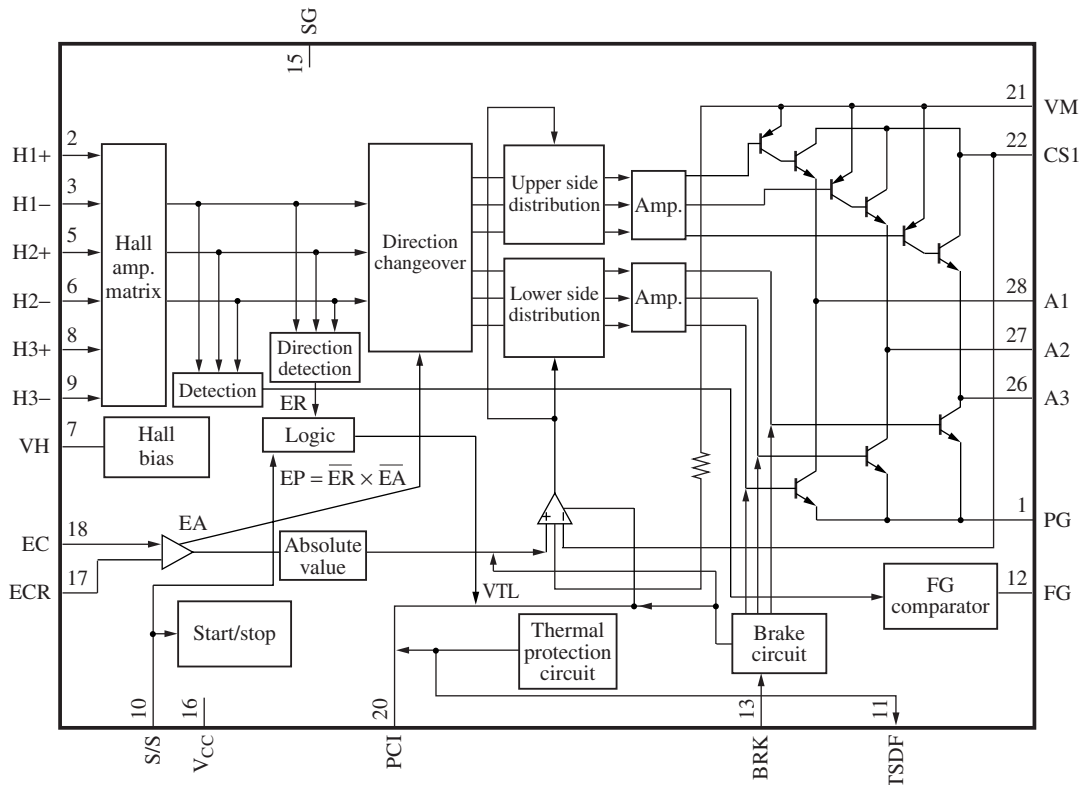 SG
15
21
VM
22
CS1
2
H1+
3
H1−
5
H2+
6
H2−
8
H3+
9
H3−
7
VH
Hall
amp.
matrix
Direction
changeover
Upper side
distribution
Amp.
Lower side
distribution
Amp.
28
A1
27
A2
26
A3
Direction
detection
Detection
ER
Logic
Hall
bias
EP = \overline{ER} × \overline{EA}
+
−
1
PG
EA
18
EC
17
ECR
Absolute
value
VTL
FG
comparator
12
FG
Start/stop
Thermal
protection
circuit
Brake
circuit
10
S/S
16
VCC
20
PCI
13
BRK
11
TSDF